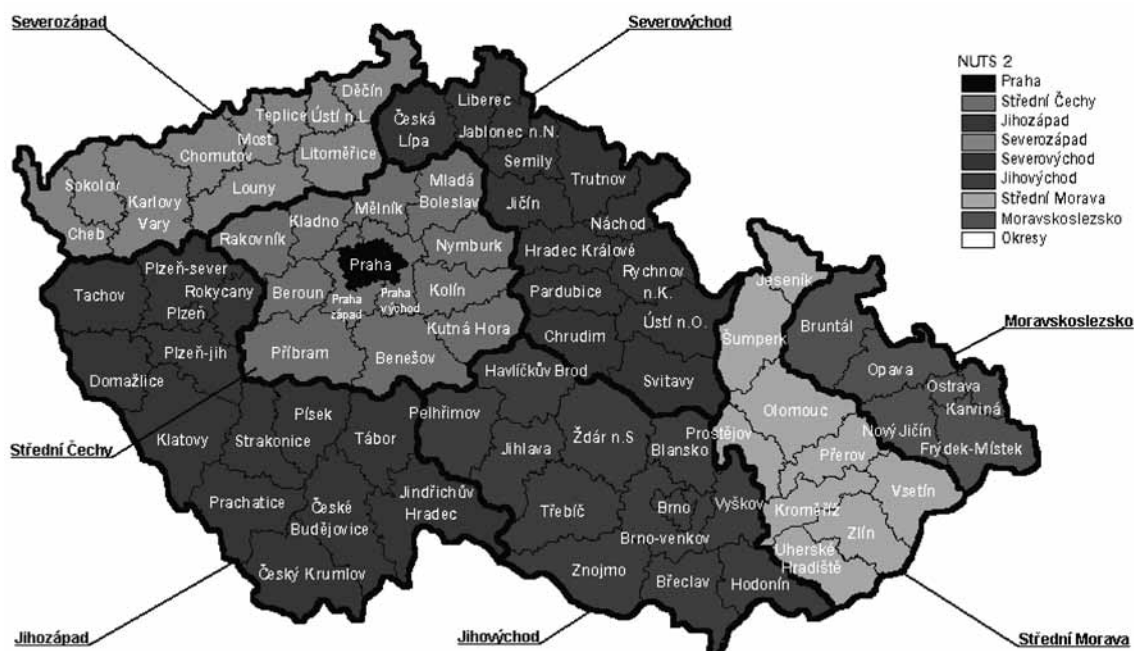 Severozápad
Severovýchod
NUTS 2
Praha
Střední Čechy
Jihozápad
Severozápad
Severovýchod
Jihovýchod
Střední Morava
Moravskoslezsko
Okresy
Děčín
Teplice
Ústí n.L.
Most
Chomutov
Litoměřice
Louny
Sokolov
Karlovy
Vary
Cheb
Česká
Lípa
Liberec
Jablonec n.N.
Semily
Trutnov
Jičín
Náchod
Hradec Králové
Rychnov
n.K.
Pardubice
Ústí n.O.
Chrudim
Svitavy
Mladá
Boleslav
Mělník
Kladno
Rakovník
Nymburk
Praha
Beroun
Praha
západ
Praha
východ
Kolín
Kutná Hora
Příbram
Benešov
Plzeň-sever
Rokycany
Tachov
Plzeň
Plzeň-jih
Domažlice
Klatovy
Písek
Strakonice
Tábor
Prachatice
České
Budějovice
Jindřichův
Hradec
Český Krumlov
Havlíčkův Brod
Pelhřimov
Jihlava
Ždár n.S
Blansko
Třebíč
Brno
Vyškov
Brno-venkov
Znojmo
Břeclav
Hodonín
Jeseník
Šumperk
Olomouc
Prostějov
Přerov
Kroměříž
Vsetín
Zlín
Uherské
Hradiště
Bruntál
Opava
Ostrava
Karviná
Nový Jičín
Frýdek-Místek
Moravskoslezsko
Střední Čechy
Jihozápad
Jihovýchod
Střední Morava